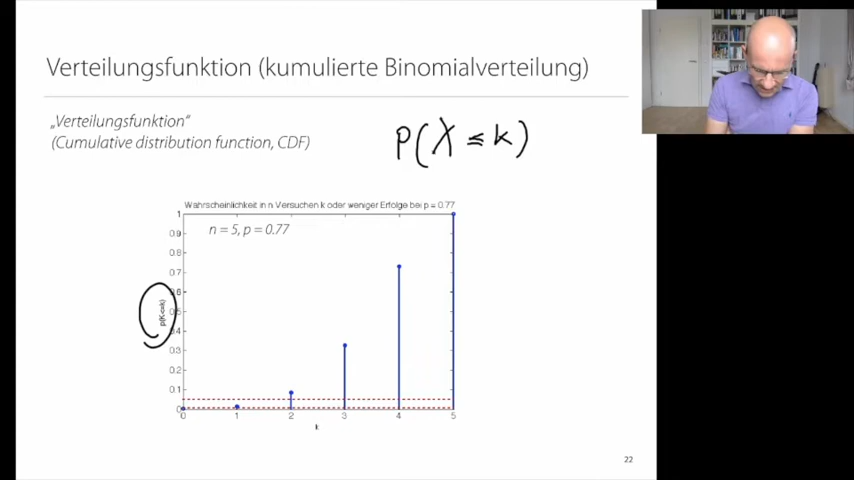 Verteilungsfunktion (kumulierte Binomialverteilung)
„Verteilungsfunktion“
(Cumulative distribution function, CDF)
P(X ≤ k)
Wahrscheinlichkeit in n Versuchen k oder weniger Erfolge bei p = 0.77
n = 5, p = 0.77
1
0.9
0.8
0.7
0.6
0.5
0.4
0.3
0.2
0.1
0
p(K<=k)
0 1 2 3 4 5
k
22